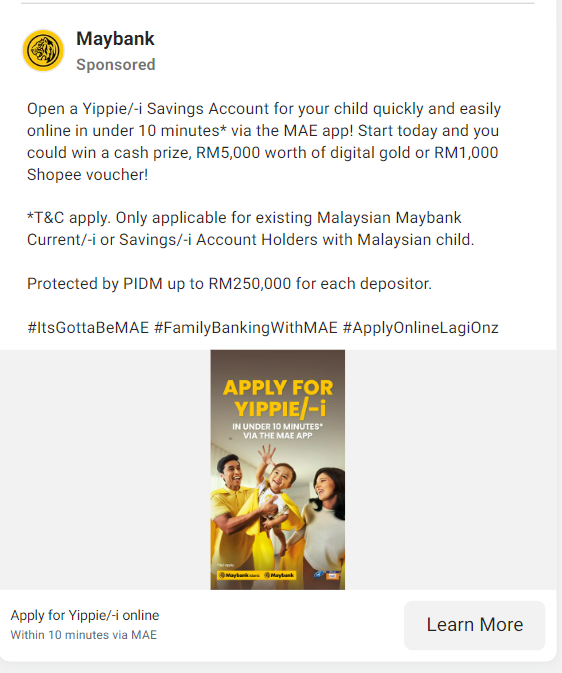 Maybank
Sponsored
Open a Yippie/-i Savings Account for your child quickly and easily
online in under 10 minutes* via the MAE app! Start today and you
could win a cash prize, RM5,000 worth of digital gold or RM1,000
Shopee voucher!
*T&C apply. Only applicable for existing Malaysian Maybank
Current/-i or Savings/-i Account Holders with Malaysian child.
Protected by PIDM up to RM250,000 for each depositor.
#ItsGottaBeMAE #FamilyBankingWithMAE #ApplyOnlineLagiOnz
APPLY FOR
YIPPIE/-i
IN UNDER 10 MINUTES*
VIA THE MAE APP
Maybank Maybank
Apply for Yippie/-i online
Within 10 minutes via MAE
Learn More